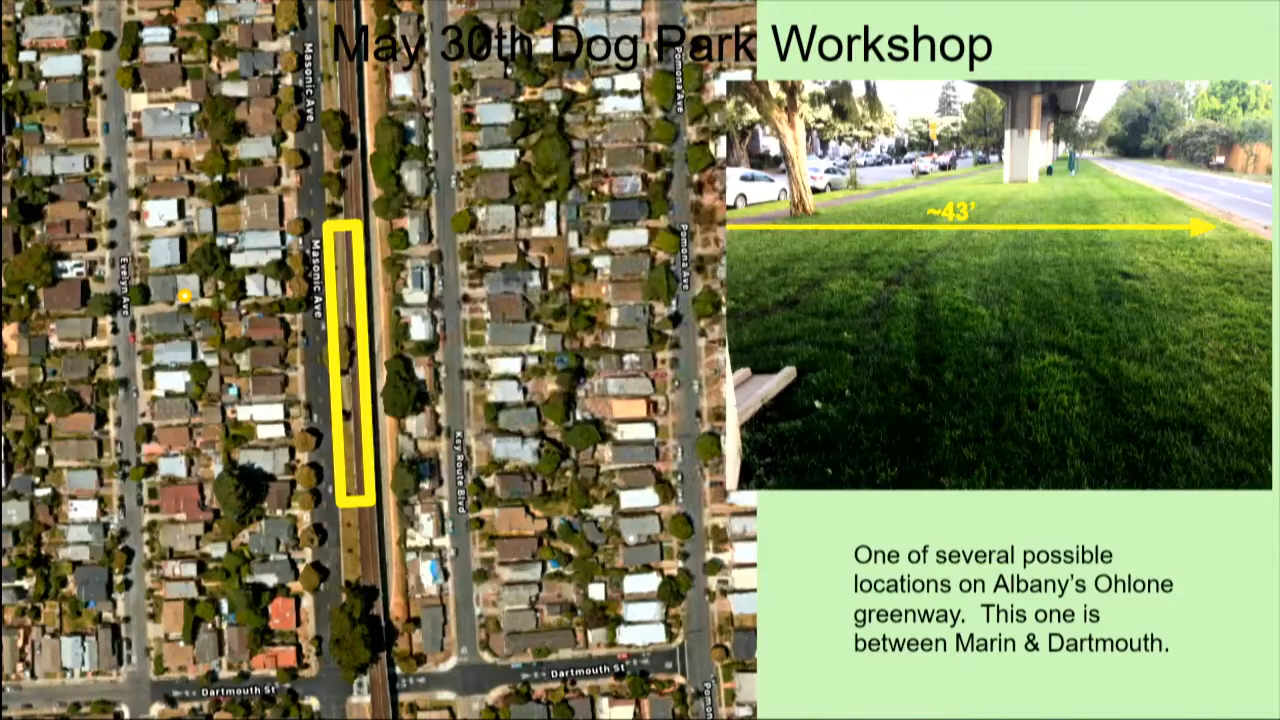 May 30th Dog Park Workshop
Masonic Ave
Pomona Ave
~43'
Masonic Ave
Pomona Ave
Evelyn Ave
Key Route Blvd
One of several possible
locations on Albany’s Ohlone
greenway.  This one is
between Marin & Dartmouth.
Dartmouth St
Dartmouth St
Pom